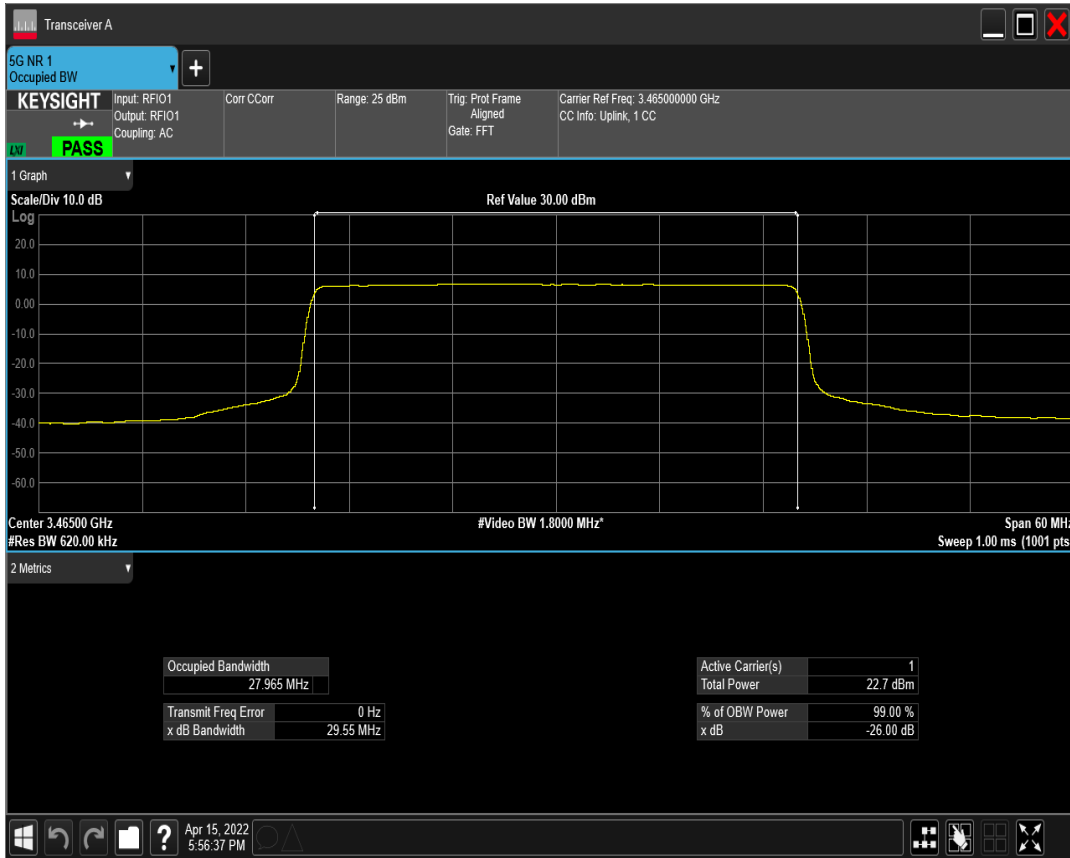 Transceiver A
5G NR 1
Occupied BW
KEYSIGHT
LXI
PASS
Input: RFIO1
Output: RFIO1
Coupling: AC
Corr CCorr
Range: 25 dBm
Trig: Prot Frame
Aligned
Gate: FFT
Carrier Ref Freq: 3.465000000 GHz
CC Info: Uplink, 1 CC
1 Graph
Scale/Div 10.0 dB
Ref Value 30.00 dBm
Log
20.0
10.0
0.00
-10.0
-20.0
-30.0
-40.0
-50.0
-60.0
Center 3.46500 GHz
#Video BW 1.8000 MHz*
Span 60 MHz
#Res BW 620.00 kHz
Sweep 1.00 ms (1001 pts
2 Metrics
Occupied Bandwidth
27.965 MHz
Transmit Freq Error 0 Hz
x dB Bandwidth 29.55 MHz
Active Carrier(s) 1
Total Power 22.7 dBm
% of OBW Power 99.00 %
x dB -26.00 dB
?
Apr 15, 2022
5:56:37 PM